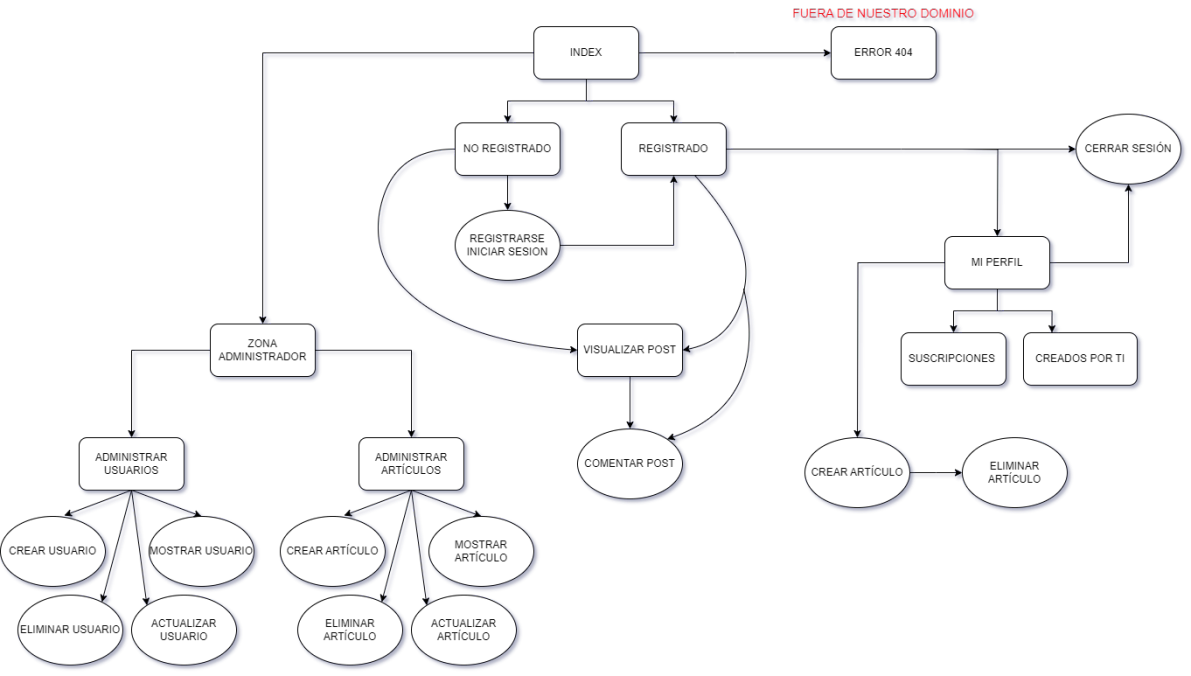 FUERA DE NUESTRO DOMINIO
INDEX
ERROR 404
NO REGISTRADO
REGISTRADO
CERRAR SESIÓN
REGISTRARSE
INICIAR SESION
MI PERFIL
ZONA
ADMINISTRADOR
VISUALIZAR POST
SUSCRIPCIONES
CREADOS POR TI
ADMINISTRAR
USUARIOS
ADMINISTRAR
ARTÍCULOS
COMENTAR POST
CREAR ARTÍCULO
ELIMINAR
ARTÍCULO
CREAR USUARIO
MOSTRAR USUARIO
CREAR ARTÍCULO
MOSTRAR
ARTÍCULO
ELIMINAR USUARIO
ACTUALIZAR
USUARIO
ELIMINAR
ARTÍCULO
ACTUALIZAR
ARTÍCULO